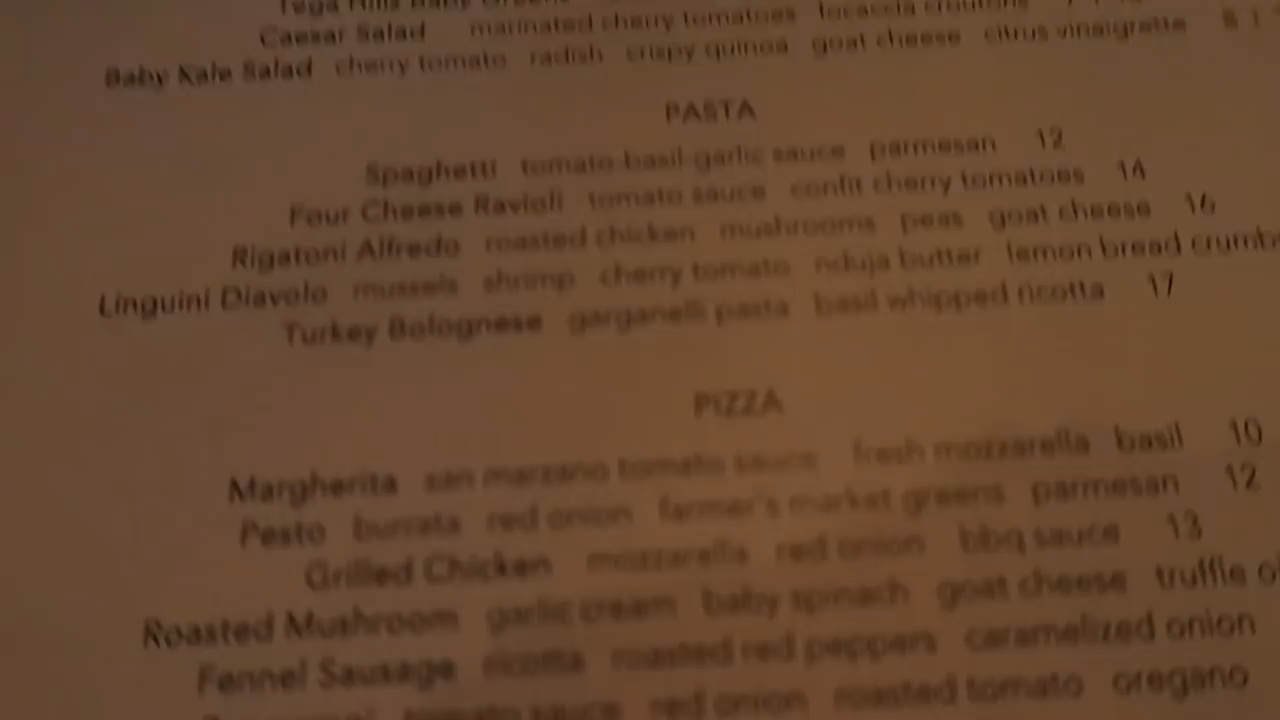 Caesar Salad marinated cherry tomatoes focaccia croutons
Baby Kale Salad cherry tomato radish crispy quinoa goat cheese citrus vinaigrette
PASTA
Spaghetti tomato-basil-garlic sauce parmesan 12
Four Cheese Ravioli tomato sauce confit cherry tomatoes 14
Rigatoni Alfredo roasted chicken mushrooms peas goat cheese 16
Linguini Diavolo mussels shrimp cherry tomato nduja butter lemon bread crumbs
Turkey Bolognese garganelli pasta basil whipped ricotta 17
PIZZA
Margherita san marzano tomato sauce fresh mozzarella basil 10
Pesto burrata red onion farmer's market greens parmesan 12
Grilled Chicken mozzarella red onion bbq sauce 13
Roasted Mushroom garlic cream baby spinach goat cheese truffle
Fennel Sausage ricotta roasted red peppers caramelized onion
tomato sauce red onion roasted tomato oregano